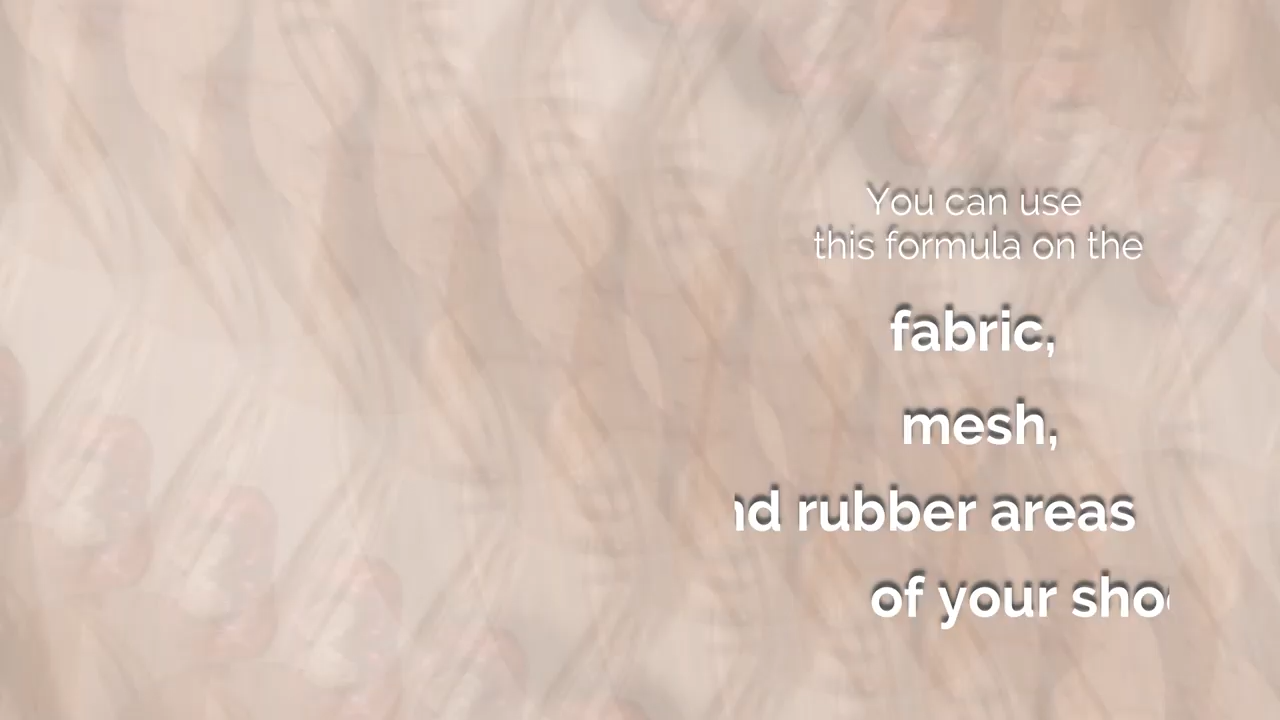 You can use
this formula on the
fabric,
mesh,
rubber areas
of your